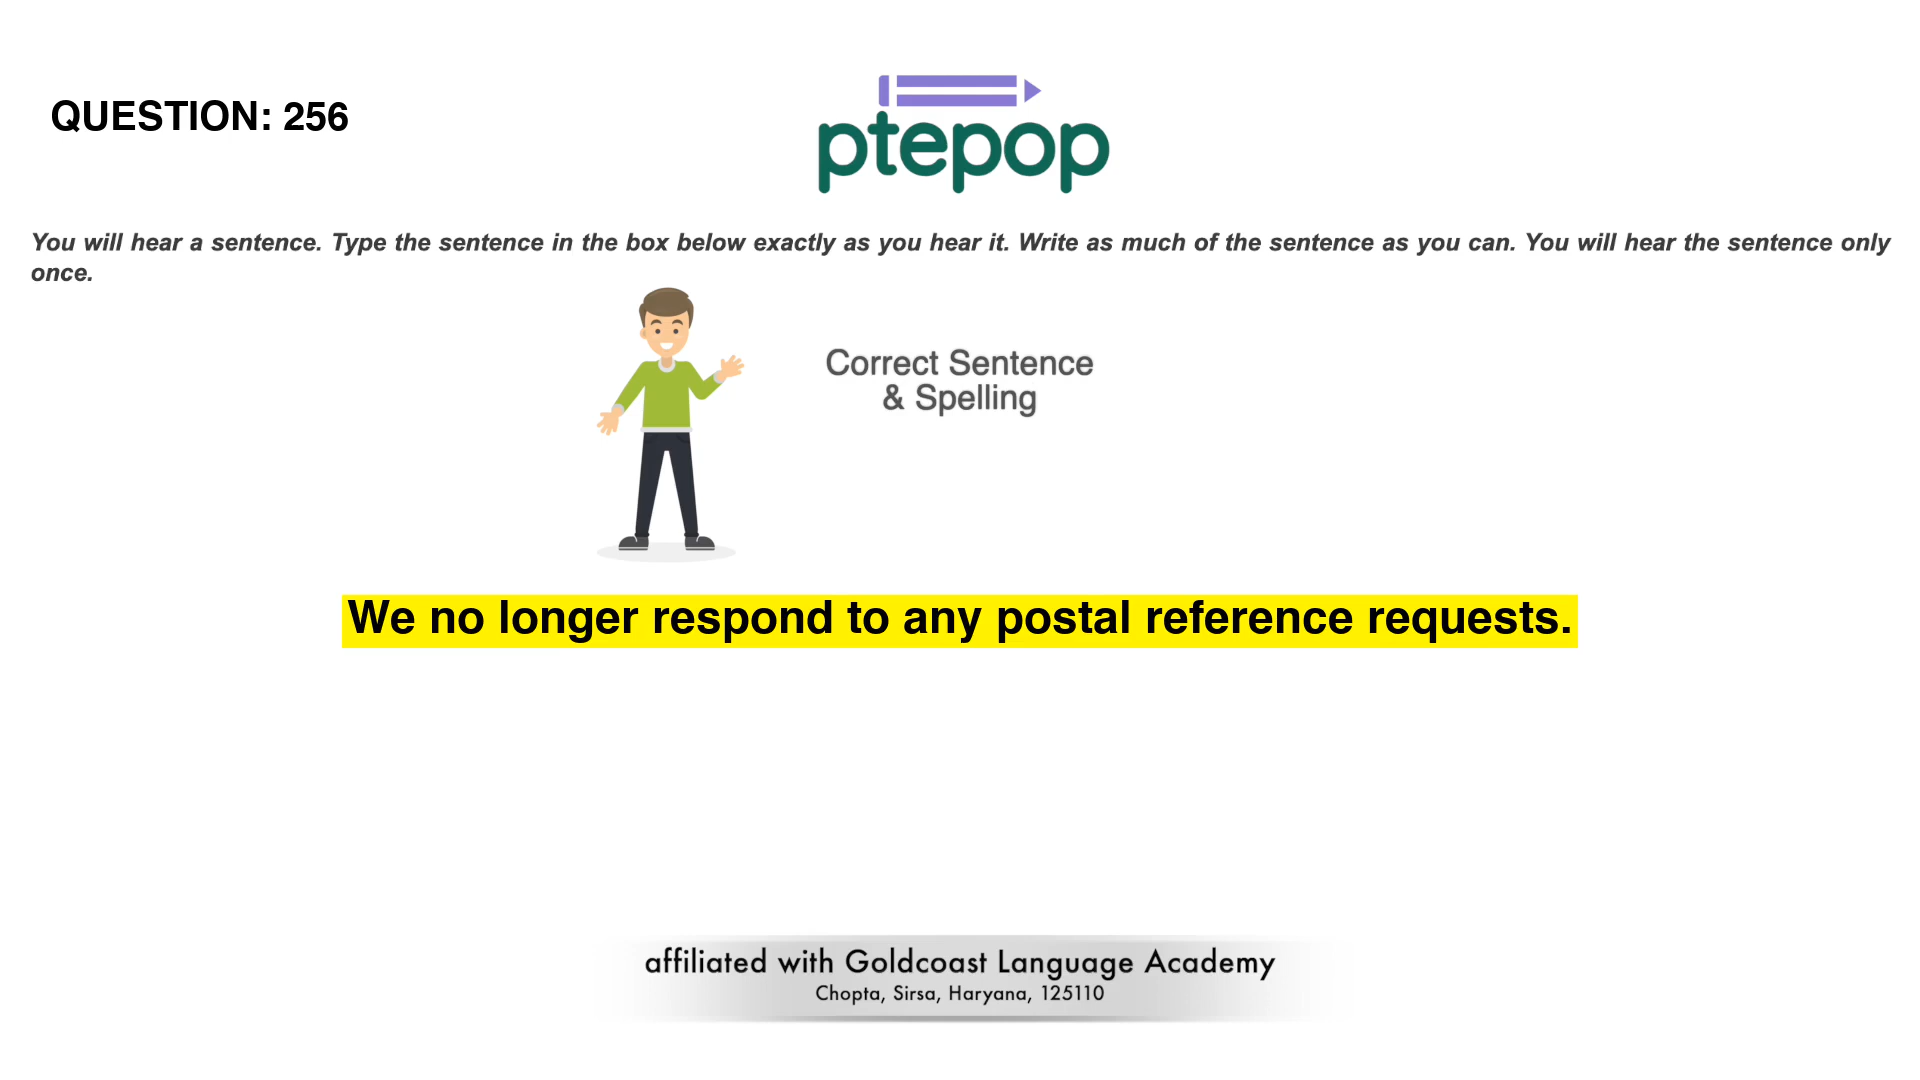 QUESTION: 256
ptepop
You will hear a sentence. Type the sentence in the box below exactly as you hear it. Write as much of the sentence as you can. You will hear the sentence only
once.
Correct Sentence
& Spelling
We no longer respond to any postal reference requests.
affiliated with Goldcoast Language Academy
Chopta, Sirsa, Haryana, 125110